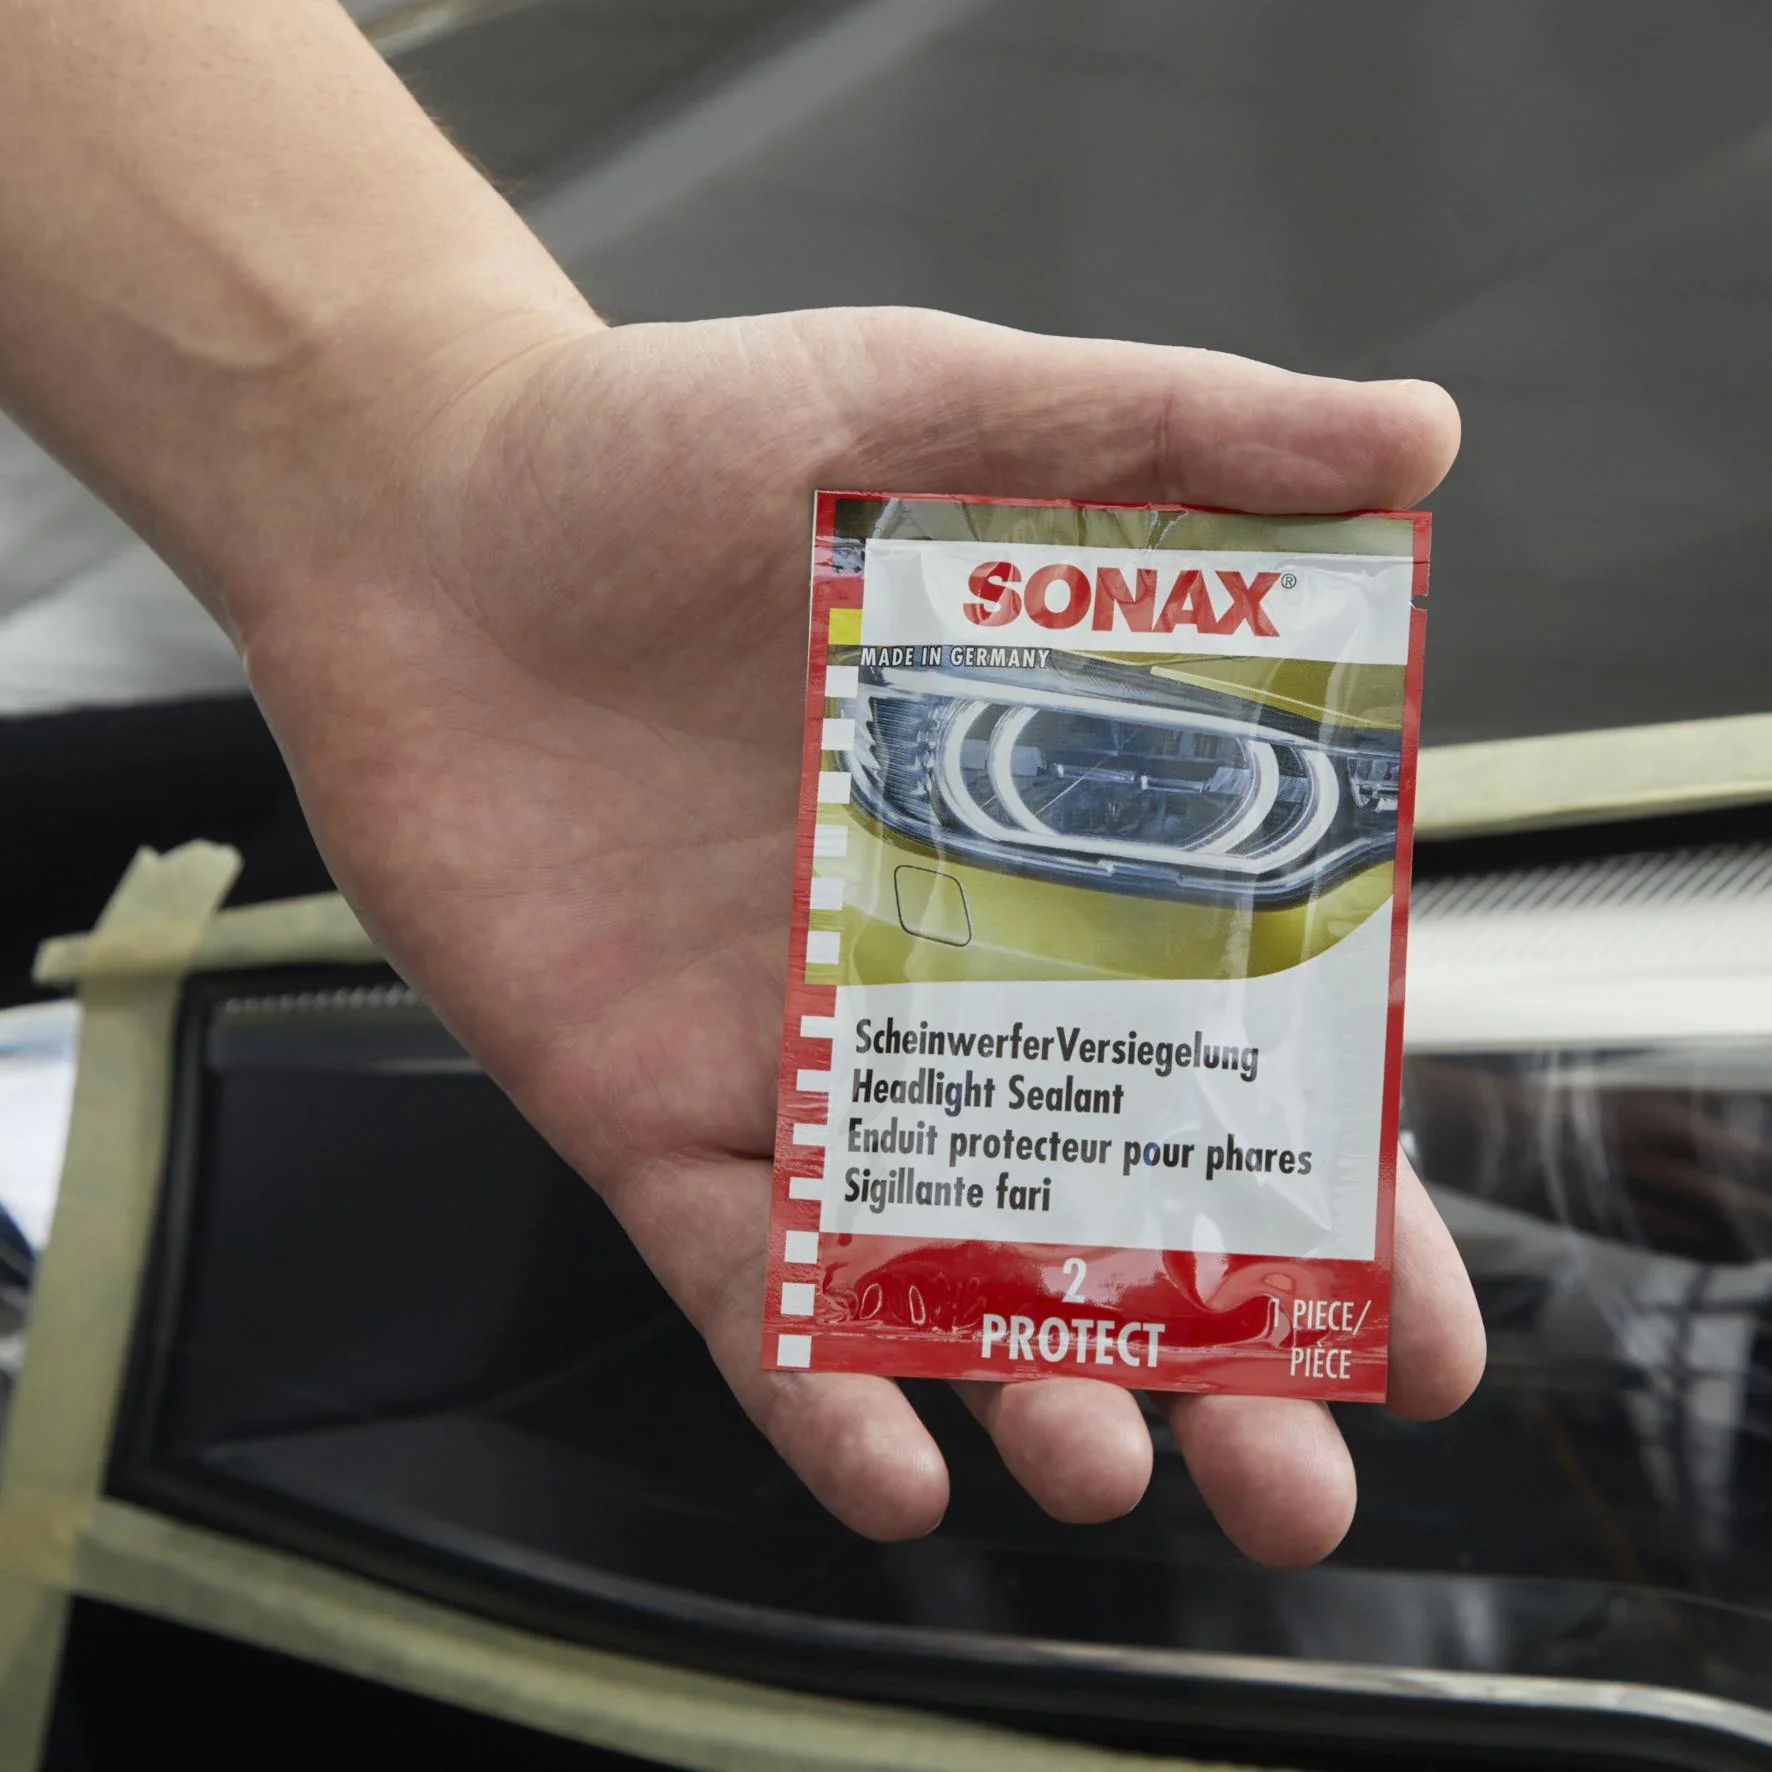 SONAX®
MADE IN GERMANY
ScheinwerferVersiegelung
Headlight Sealant
Enduit protecteur pour phares
Sigillante fari
2
PROTECT
1 PIECE/
PIÈCE